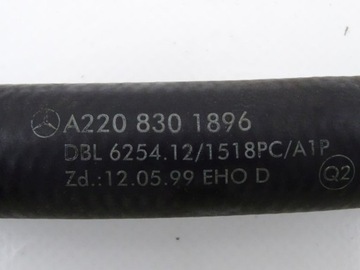 A220 830 1896
DBL 6254.12/1518PC/A1P
Zd.:12.05.99 EHO D Q2